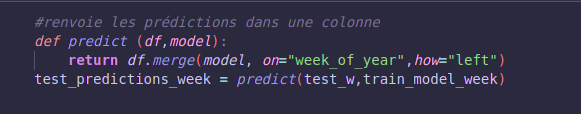 #renvoie les prédictions dans une colonne
def predict (df,model):
    return df.merge(model, on="week_of_year",how="left")
test_predictions_week = predict(test_w,train_model_week)